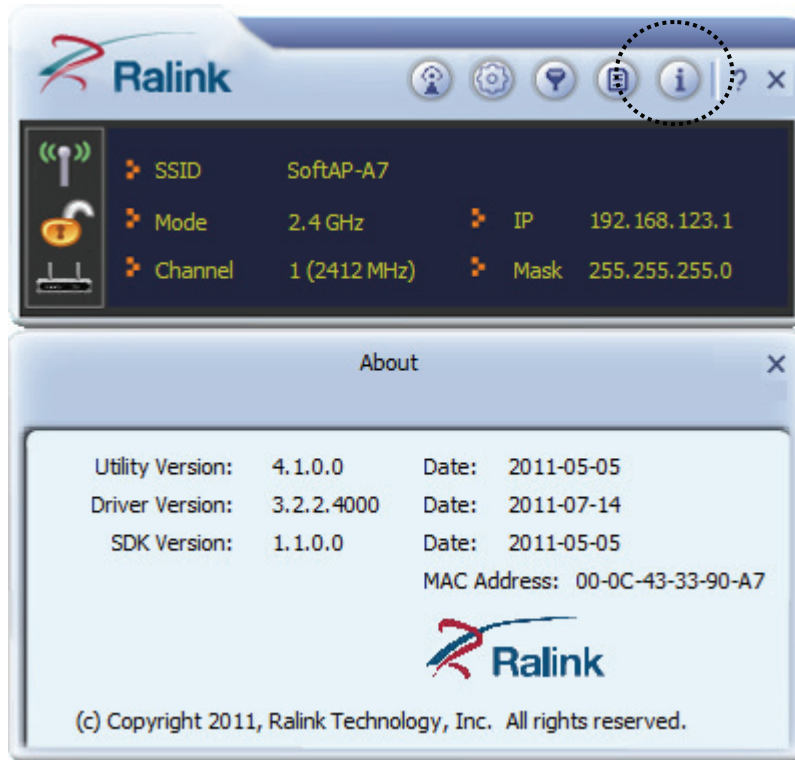 Ralink
i ? ×
SSID SoftAP-A7
Mode 2.4 GHz IP 192.168.123.1
Channel 1 (2412 MHz) Mask 255.255.255.0
About ×
Utility Version: 4.1.0.0 Date: 2011-05-05
Driver Version: 3.2.2.4000 Date: 2011-07-14
SDK Version: 1.1.0.0 Date: 2011-05-05
MAC Address: 00-0C-43-33-90-A7
Ralink
(c) Copyright 2011, Ralink Technology, Inc. All rights reserved.